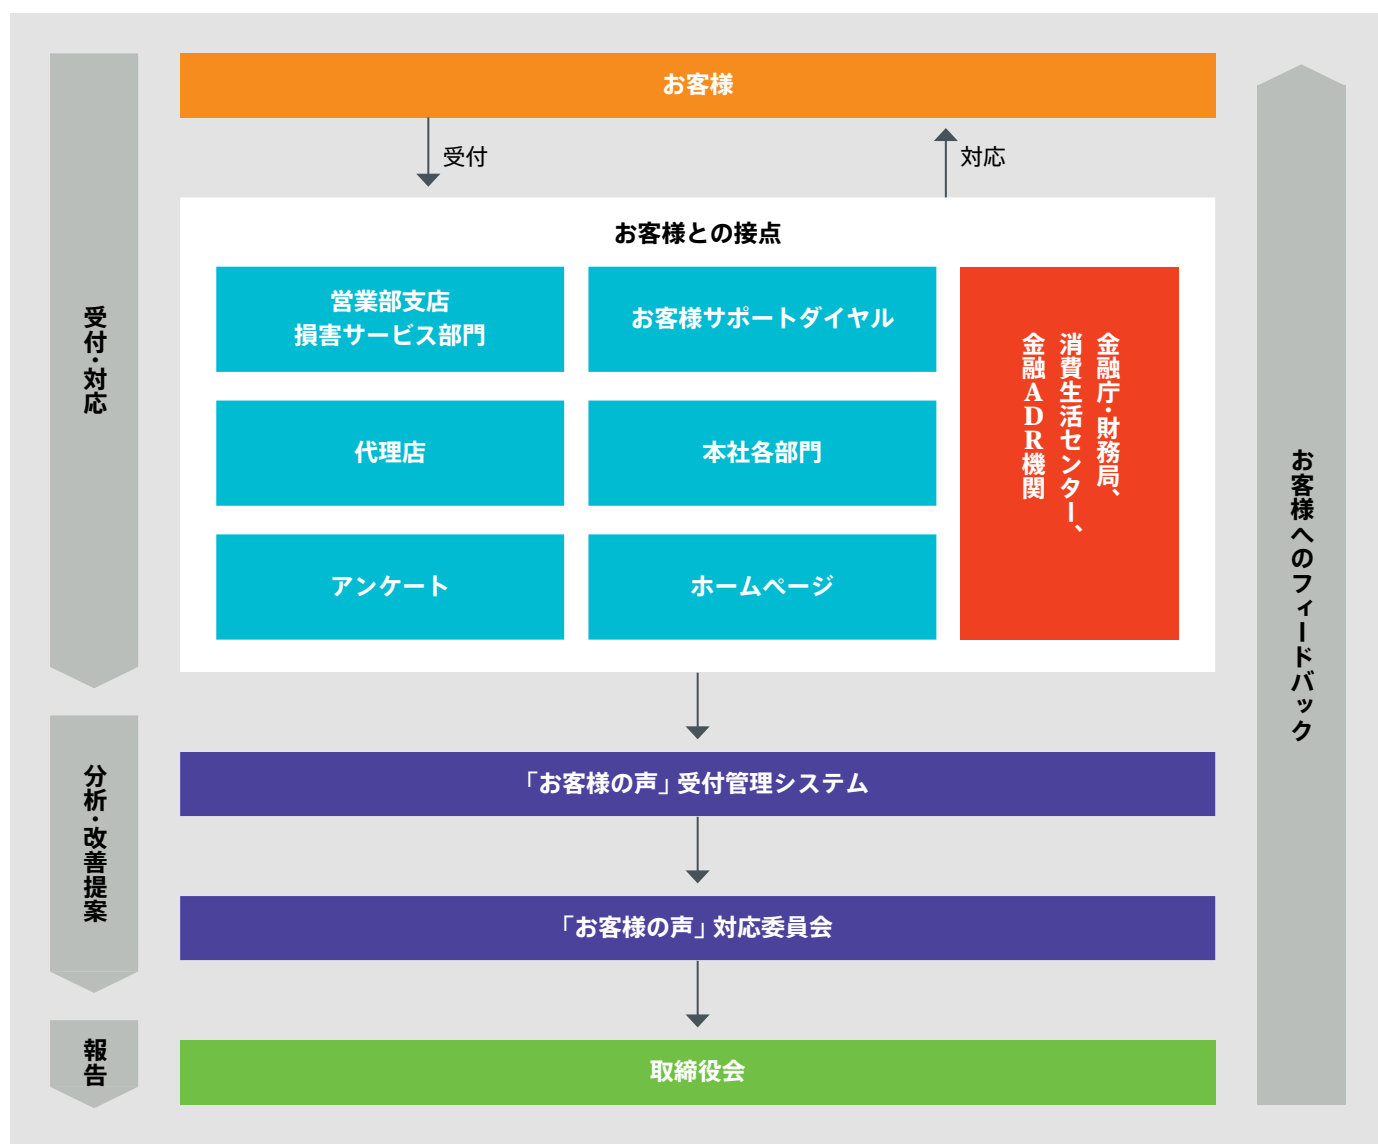 お客様
受付
対応
お客様との接点
営業部支店
損害サービス部門
お客様サポートダイヤル
代理店
本社各部門
アンケート
ホームページ
金融庁・財務局、
消費生活センター、
金融ADR機関
「お客様の声」受付管理システム
「お客様の声」対応委員会
取締役会
受付・対応
分析・改善提案
報告
お客様へのフィードバック